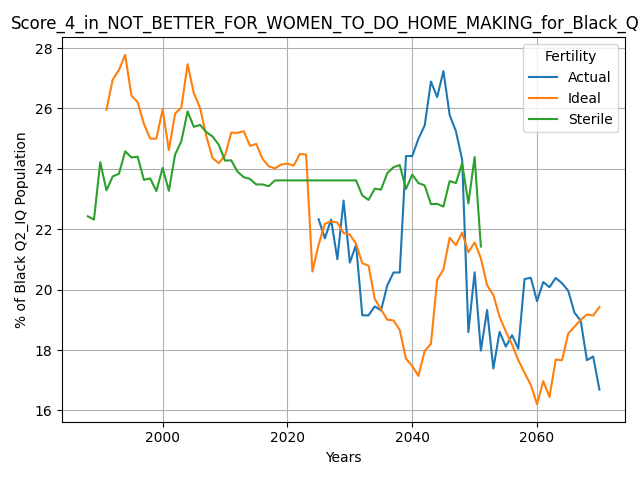 Score_4_in_NOT_BETTER_FOR_WOMEN_TO_DO_HOME_MAKING_for_Black_Q
28
26
24
22
20
18
16
% of Black Q2_IQ Population
Fertility
Actual
Ideal
Sterile
2000
2020
2040
2060
Years